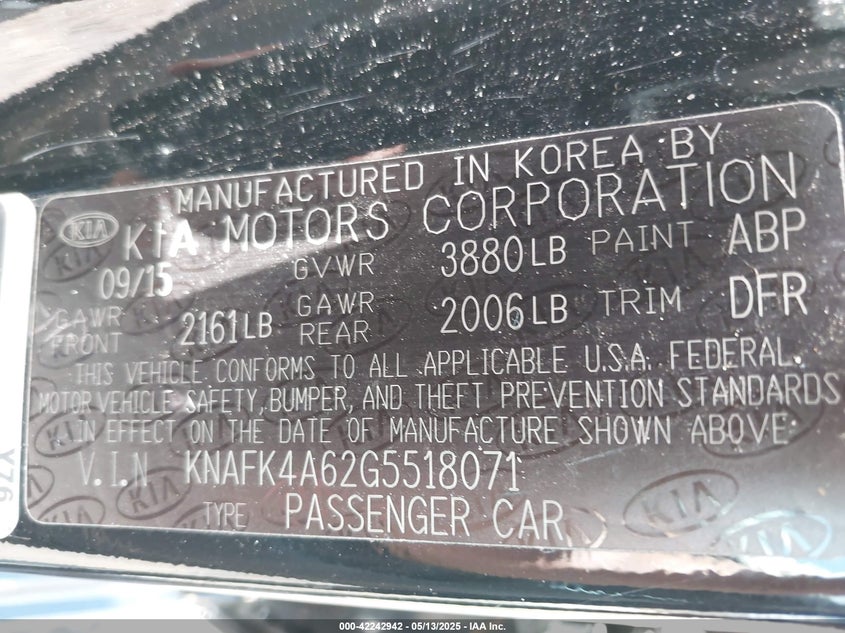 MANUFACTURED IN KOREA BY
KIA KIA MOTORS CORPORATION
09/15 GVWR 3880LB PAINT ABP
GAWR FRONT 2161LB GAWR REAR 2006LB TRIM DFR
THIS VEHICLE CONFORMS TO ALL APPLICABLE U.S.A. FEDERAL
MOTOR VEHICLE SAFETY, BUMPER, AND THEFT PREVENTION STANDARDS
IN EFFECT ON THE DATE OF MANUFACTURE SHOWN ABOVE.
V.I.N KNAFK4A62G5518071
TYPE PASSENGER CAR
KIA
000-42242942 - 05/13/2025 - IAA Inc.